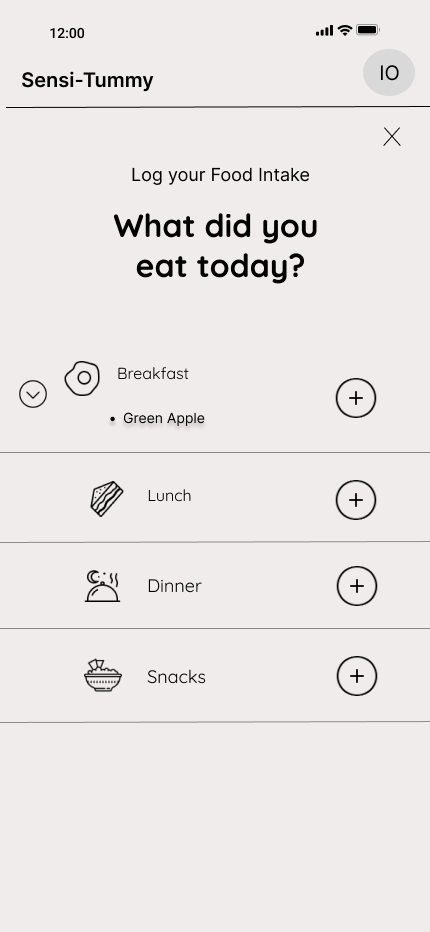 12:00
Sensi-Tummy
IO
Log your Food Intake
What did you
eat today?
Breakfast
• Green Apple
Lunch
Dinner
Snacks